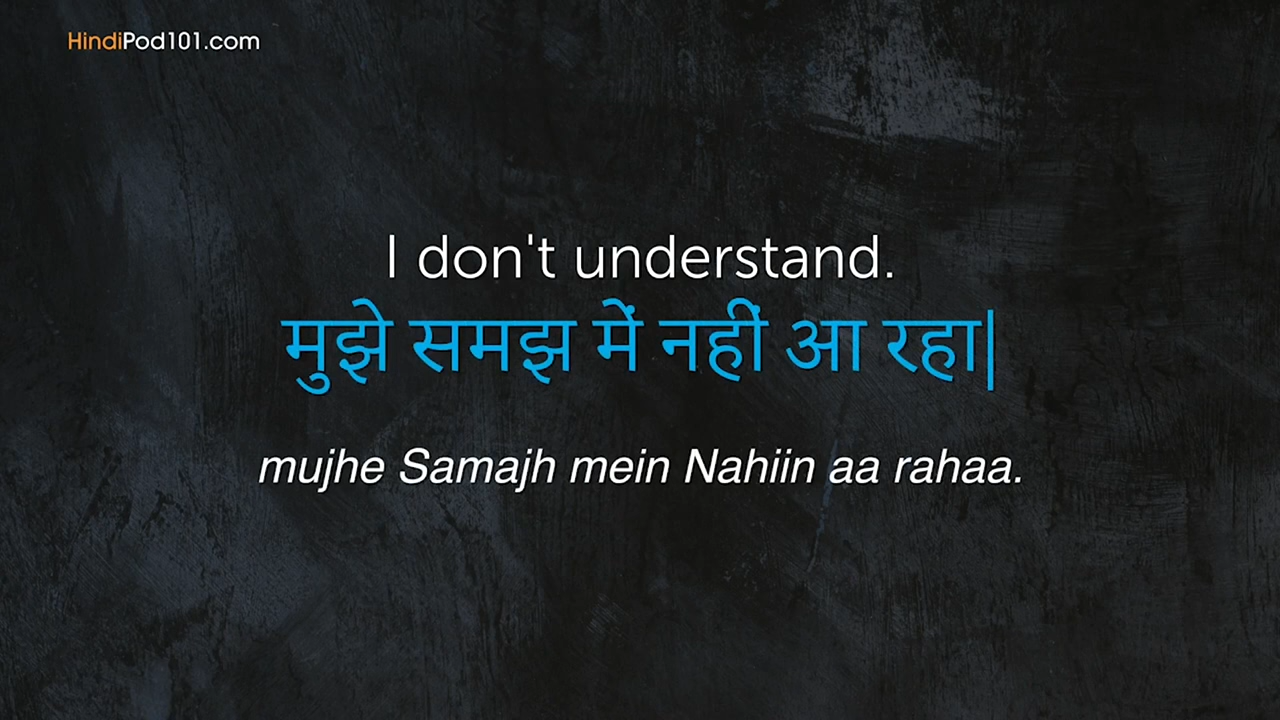 HindiPod101.com
I don't understand.
मुझे समझ में नहीं आ रहा|
mujhe Samajh mein Nahiin aa rahaa.